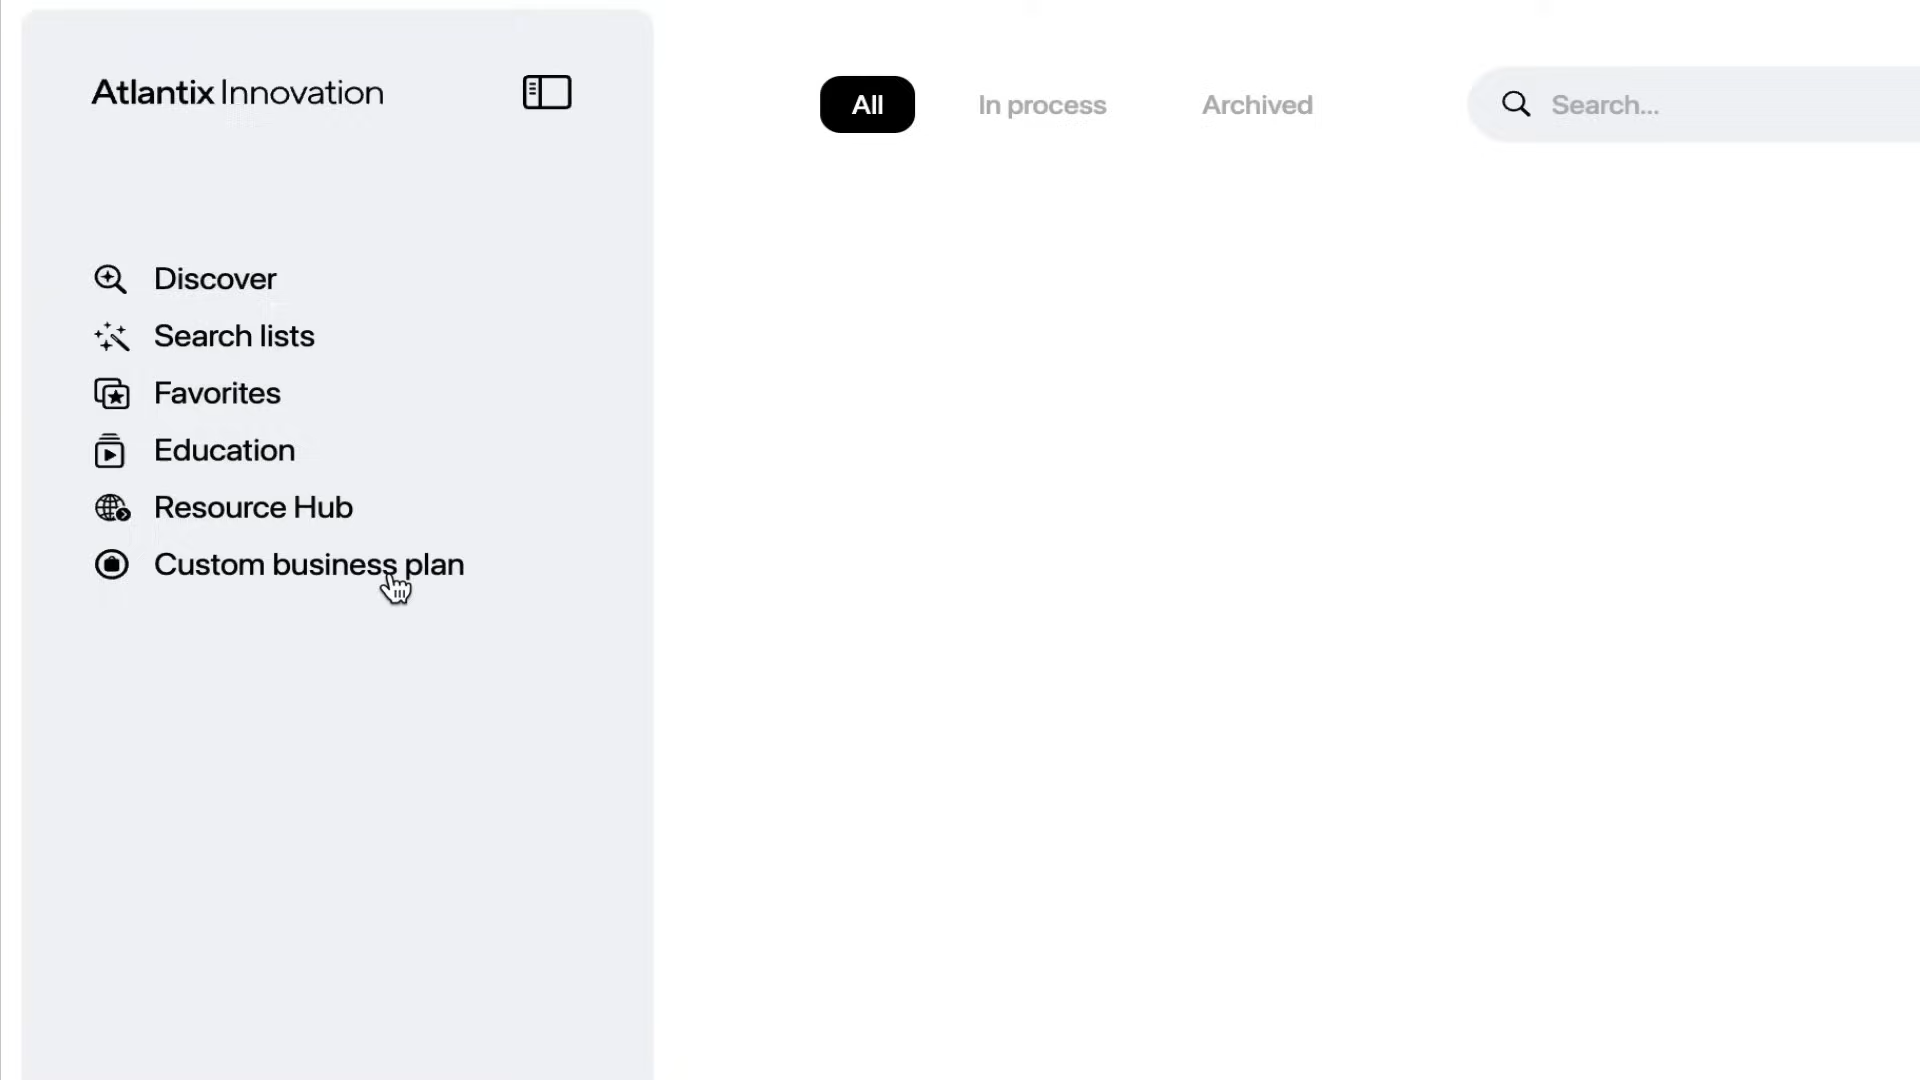 Atlantix Innovation
All
In process
Archived
Search...
Discover
Search lists
Favorites
Education
Resource Hub
Custom business plan